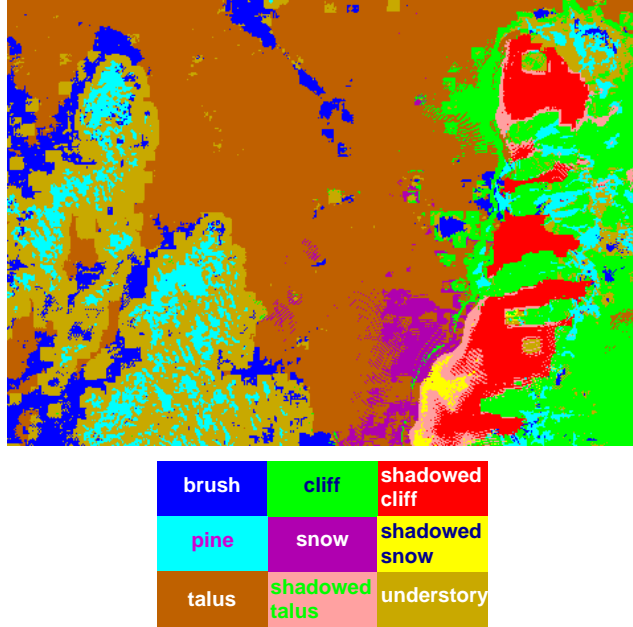 brush
cliff
shadowed
cliff
pine
snow
shadowed
snow
talus
shadowed
talus
understory